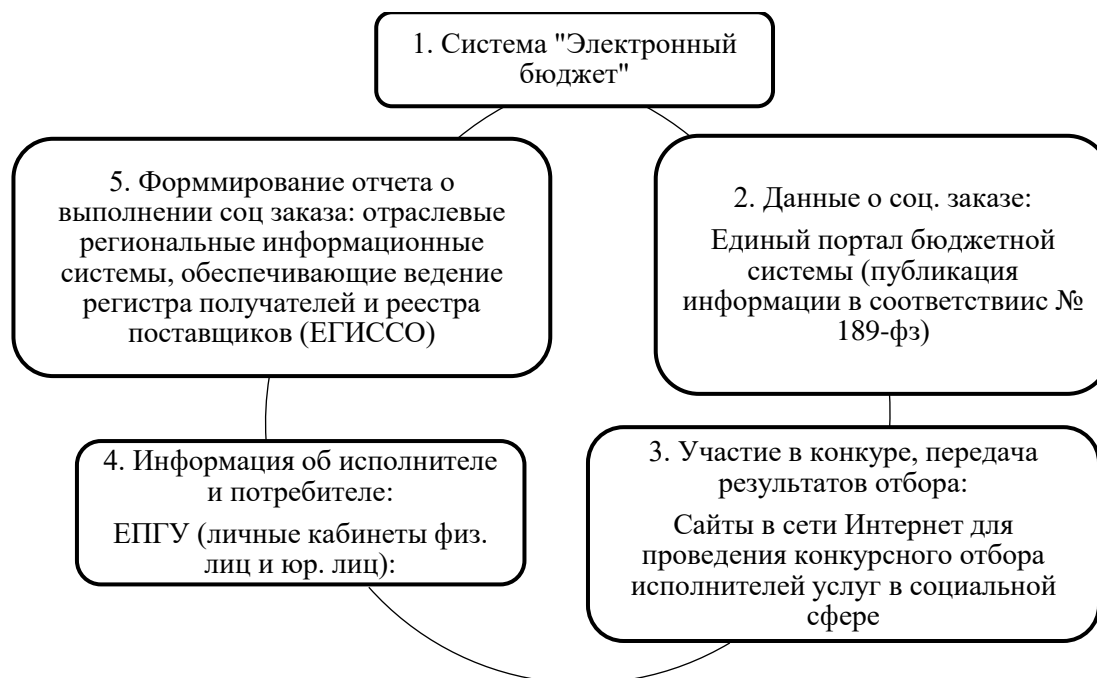 1. Система "Электронный
бюджет"
2. Данные о соц. заказе:
Единый портал бюджетной
системы (публикация
информации в соответствиис №
189-фз)
3. Участие в конкуре, передача
результатов отбора:
Сайты в сети Интернет для
проведения конкурсного отбора
исполнителей услуг в социальной
сфере
4. Информация об исполнителе
и потребителе:
ЕПГУ (личные кабинеты физ.
лиц и юр. лиц):
5. Форммирование отчета о
выполнении соц заказа: отраслевые
региональные информационные
системы, обеспечивающие ведение
регистра получателей и реестра
поставщиков (ЕГИССО)